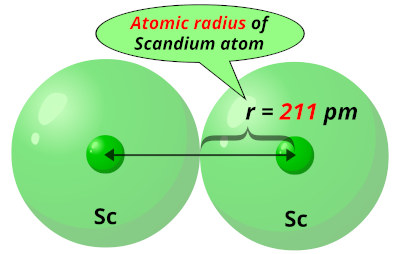 Atomic radius of
Scandium atom
r = 211 pm
Sc
Sc